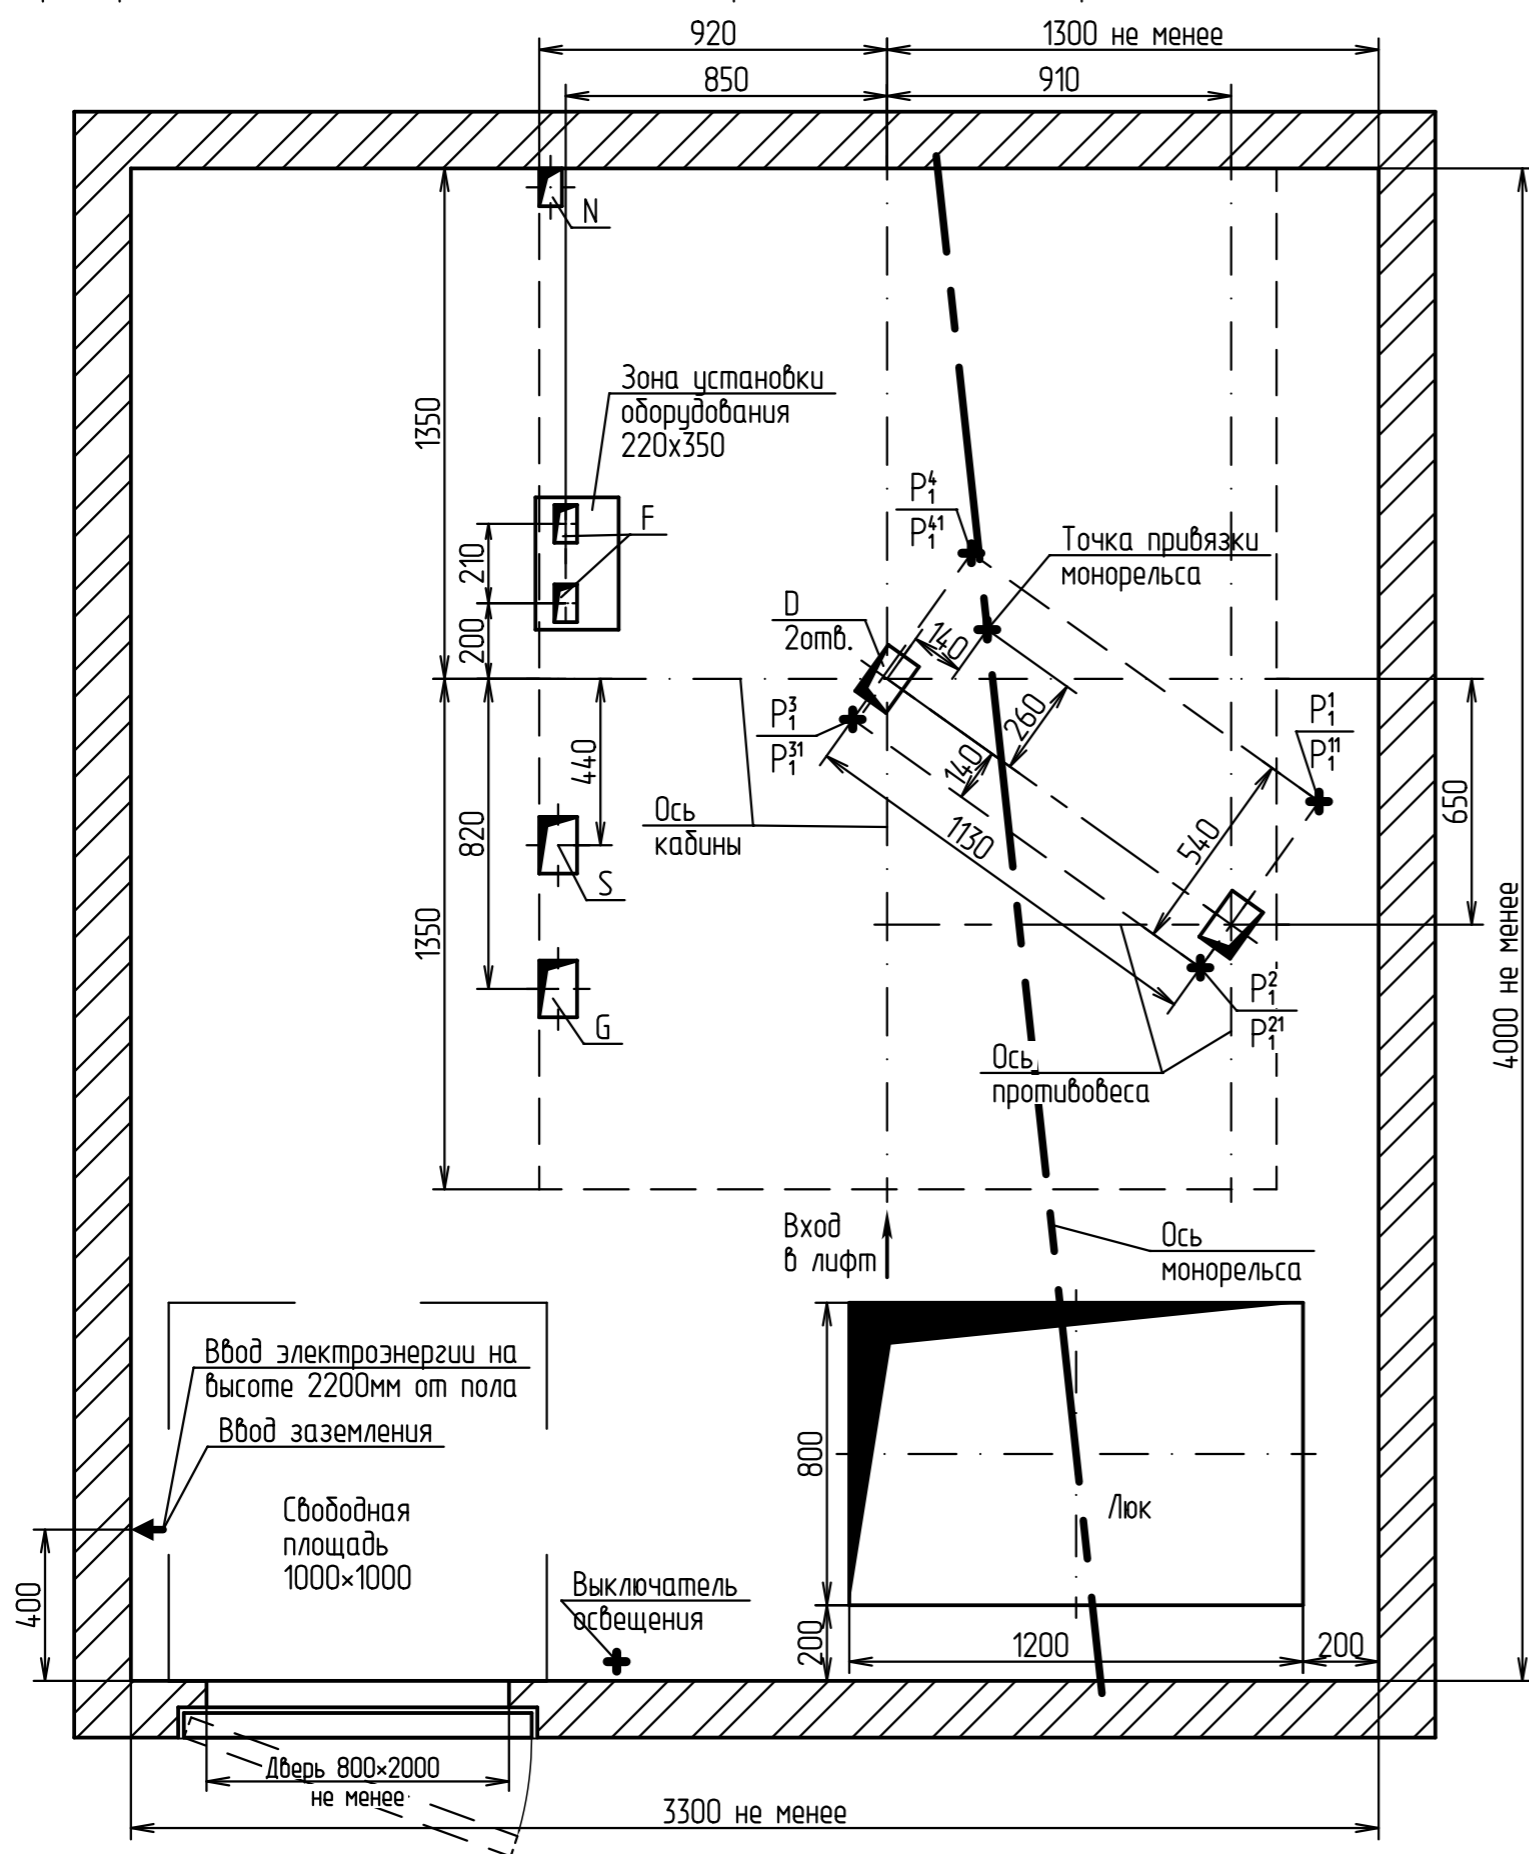 920
1300 не менее
850
910
N
Зона установки
оборудования
220х350
1350
F
P₁⁴
P₁⁴¹
Точка привязки
монорельса
210
D
2отв.
200
140
P₁³
P₁³¹
260
P₁¹
P₁¹¹
440
140
650
820
Ось
кабины
1130
540
S
4000 не менее
1350
P₁²
P₁²¹
G
Ось
противовеса
Вход
в лифт
Ось
монорельса
Ввод электроэнергии на
высоте 2200мм от пола
Ввод заземления
800
Свободная
площадь
1000×1000
Люк
400
Выключатель
освещения
200
1200
200
Дверь 800×2000
не менее
3300 не менее